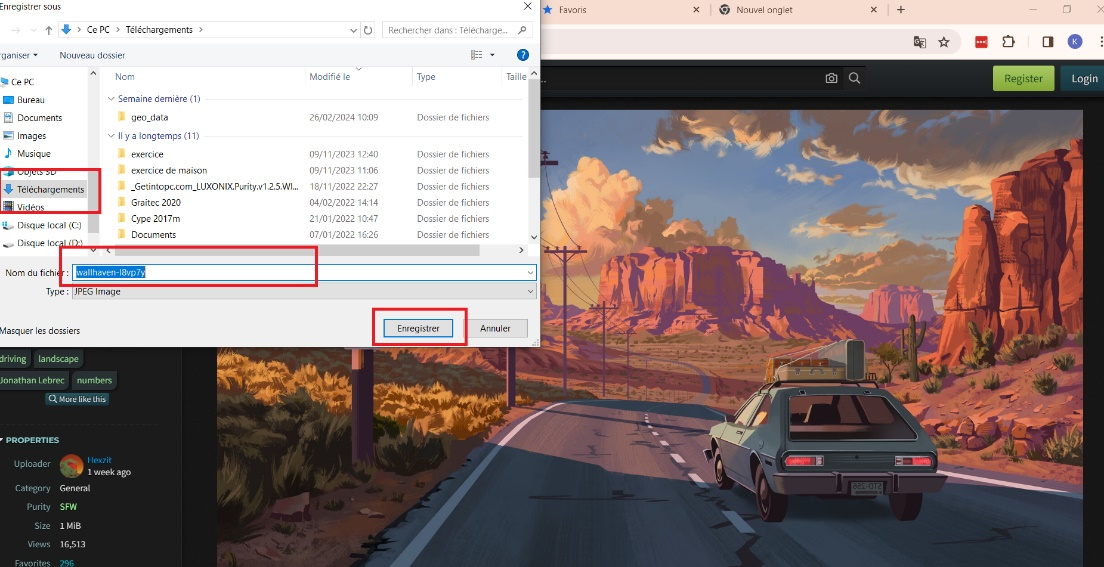 Enregistrer sous
Favoris
Nouvel onglet
Ce PC > Téléchargements >
Rechercher dans : Télécharge...
K
rganiser
Nouveau dossier
Register
Login
Nom Modifié le Type Taille
Ce PC
Bureau
Documents
Images
Musique
Objets 3D
Téléchargements
Vidéos
Disque local (C:)
Disque local (D:)
Semaine dernière (1)
geo_data 26/02/2024 10:09 Dossier de fichiers
Il y a longtemps (11)
exercice 09/11/2023 12:40 Dossier de fichiers
exercice de maison 09/11/2023 11:06 Dossier de fichiers
_Getintopc.com_LUXONIX.Purity.v1.2.5.WI... 18/11/2022 22:27 Dossier de fichiers
Graitec 2020 04/02/2022 14:14 Dossier de fichiers
Cype 2017m 21/01/2022 10:47 Dossier de fichiers
Documents 07/01/2022 16:26 Dossier de fichiers
Nom du fichier : wallhaven-l8vp7y
Type : JPEG Image
Masquer les dossiers
Enregistrer
Annuler
driving landscape
Jonathan Lebrec numbers
More like this
PROPERTIES
Uploader Hexzit
1 week ago
Category General
Purity SFW
Size 1 MiB
Views 16,513
Favorites 296